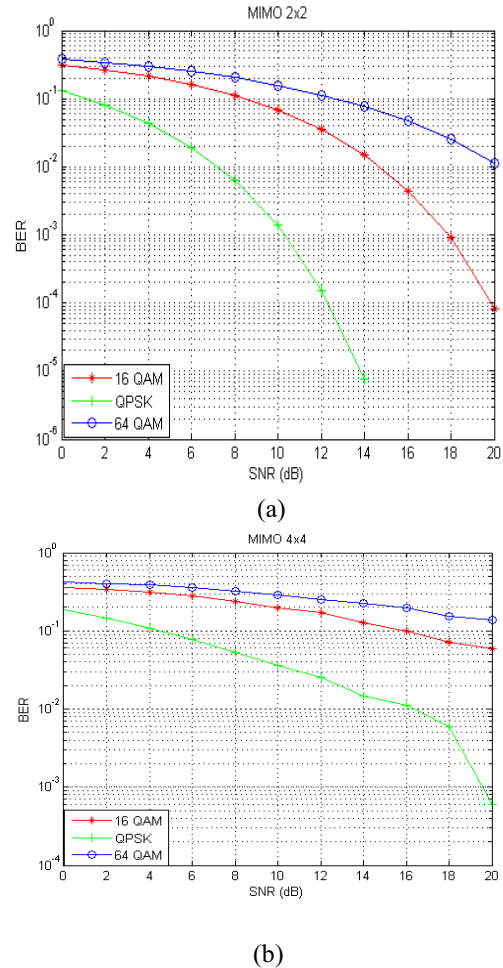 MIMO 2x2
10^0
10^-1
10^-2
10^-3
10^-4
10^-5
10^-6
BER
16 QAM
QPSK
64 QAM
0 2 4 6 8 10 12 14 16 18 20
SNR (dB)
(a)
MIMO 4x4
10^0
10^-1
10^-2
10^-3
10^-4
BER
16 QAM
QPSK
64 QAM
0 2 4 6 8 10 12 14 16 18 20
SNR (dB)
(b)